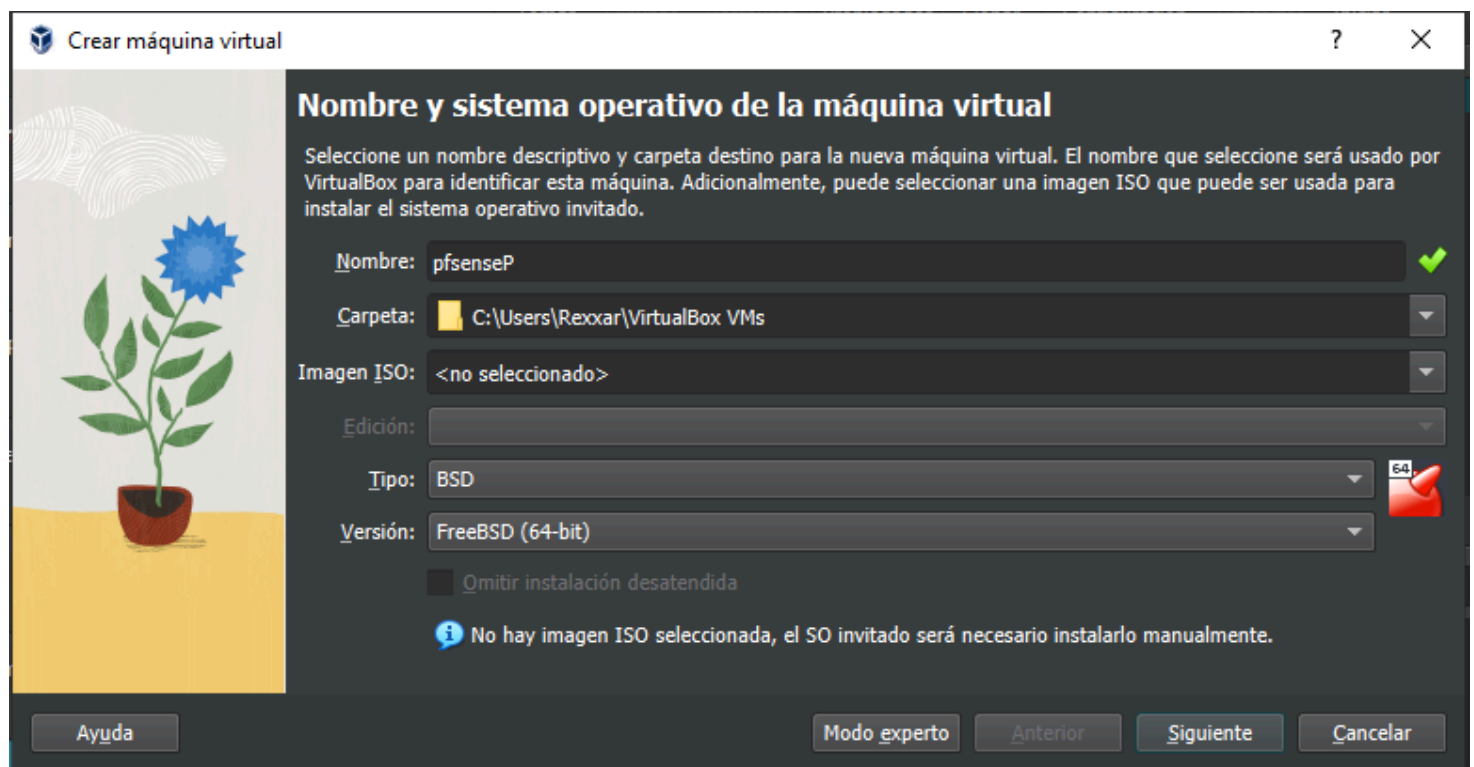 Crear máquina virtual
?
Nombre y sistema operativo de la máquina virtual
Seleccione un nombre descriptivo y carpeta destino para la nueva máquina virtual. El nombre que seleccione será usado por
VirtualBox para identificar esta máquina. Adicionalmente, puede seleccionar una imagen ISO que puede ser usada para
instalar el sistema operativo invitado.
Nombre: pfsenseP
Carpeta: C:\Users\Rexxar\VirtualBox VMs
Imagen ISO: <no seleccionado>
Edición:
Tipo: BSD
64
Versión: FreeBSD (64-bit)
Omitir instalación desatendida
No hay imagen ISO seleccionada, el SO invitado será necesario instalarlo manualmente.
Ayuda Modo experto Anterior Siguiente Cancelar